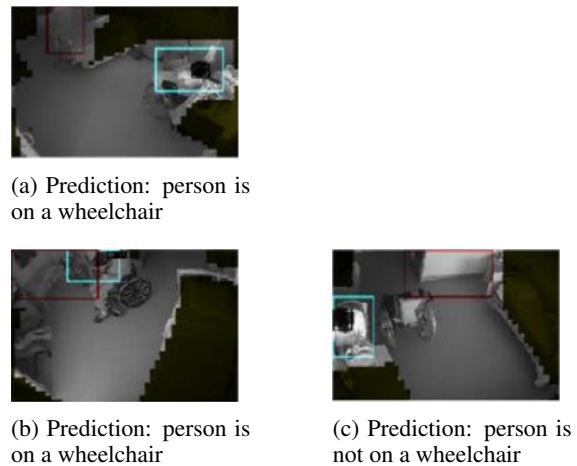 (a) Prediction: person is
on a wheelchair
(b) Prediction: person is
on a wheelchair
(c) Prediction: person is
not on a wheelchair